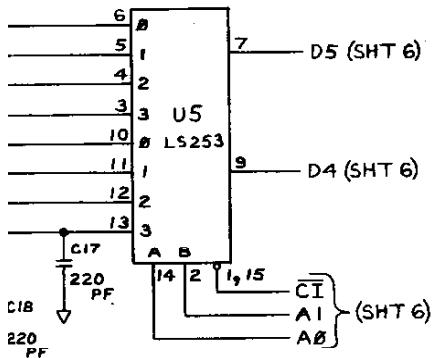 6 Ø 7 D5 (SHT 6)
5 1
4 2
3 3 U5
10 Ø LS253
11 1 9 D4 (SHT 6)
12 2
13 3
C17 A B
220 PF 14 2 1, 15
CI
C18 A1 (SHT 6)
220 PF AØ